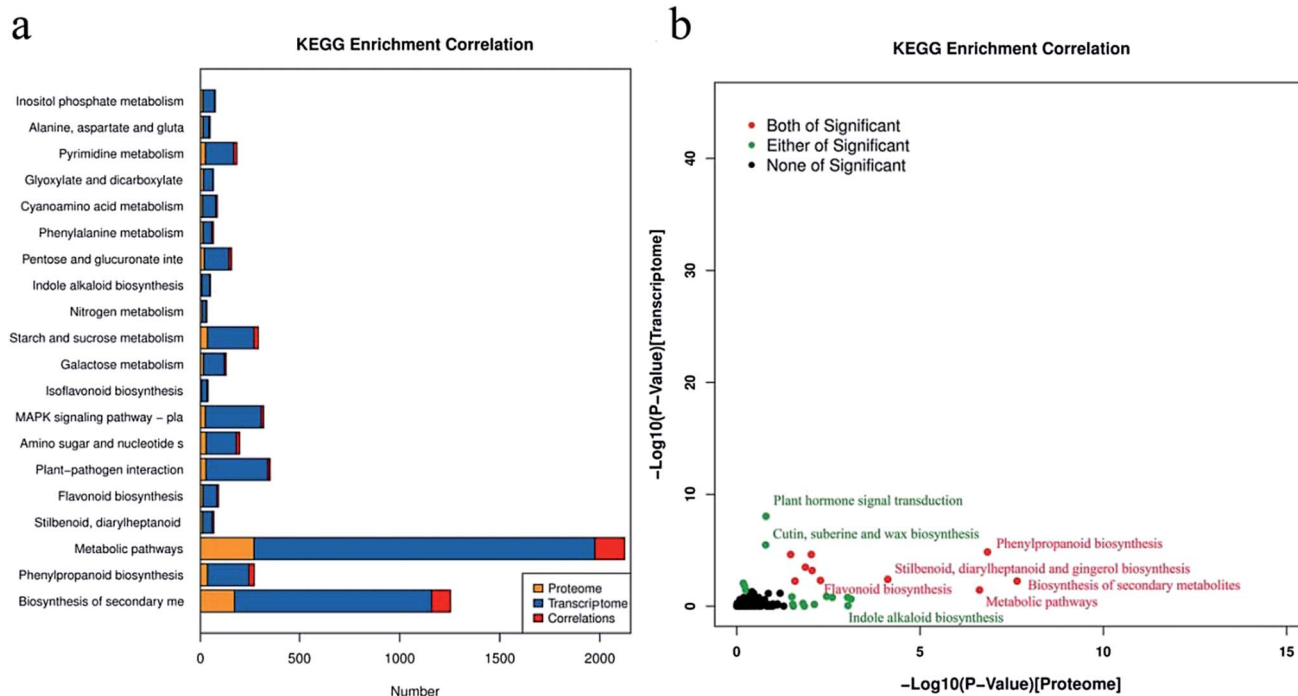 a
KEGG Enrichment Correlation
Inositol phosphate metabolism
Alanine, aspartate and gluta
Pyrimidine metabolism
Glyoxylate and dicarboxylate
Cyanoamino acid metabolism
Phenylalanine metabolism
Pentose and glucuronate inte
Indole alkaloid biosynthesis
Nitrogen metabolism
Starch and sucrose metabolism
Galactose metabolism
Isoflavonoid biosynthesis
MAPK signaling pathway − pla
Amino sugar and nucleotide s
Plant−pathogen interaction
Flavonoid biosynthesis
Stilbenoid, diarylheptanoid
Metabolic pathways
Phenylpropanoid biosynthesis
Biosynthesis of secondary me
Proteome
Transcriptome
Correlations
0 500 1000 1500 2000
Number
b
KEGG Enrichment Correlation
Both of Significant
Either of Significant
None of Significant
−Log10(P−Value)[Transcriptome]
40
30
20
10
0
Plant hormone signal transduction
Cutin, suberine and wax biosynthesis
Phenylpropanoid biosynthesis
Stilbenoid, diarylheptanoid and gingerol biosynthesis
Flavonoid biosynthesis
Biosynthesis of secondary metabolites
Metabolic pathways
Indole alkaloid biosynthesis
0 5 10 15
−Log10(P−Value)[Proteome]